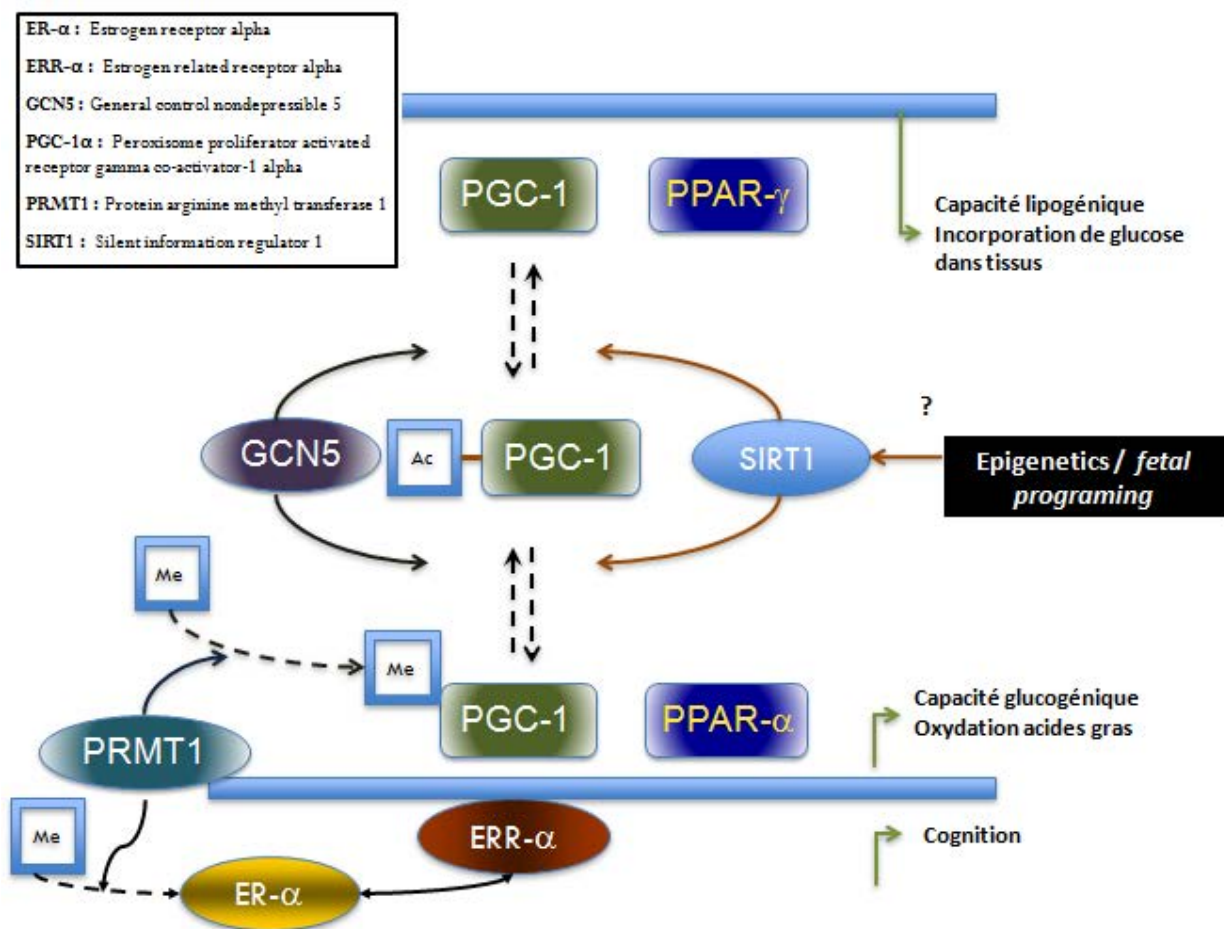 ER-α : Estrogen receptor alpha
ERR-α : Estrogen related receptor alpha
GCN5 : General control nondepressible 5
PGC-1α : Peroxisome proliferator activated
receptor gamma co-activator-1 alpha
PRMT1 : Protein arginine methyl transferase 1
SIRT1 : Silent information regulator 1
PGC-1
PPAR-γ
Capacité lipogénique
Incorporation de glucose
dans tissus
GCN5
Ac
PGC-1
SIRT1
?
Epigenetics / fetal
programing
Me
Me
PGC-1
PPAR-α
Capacité glucogénique
Oxydation acides gras
PRMT1
Me
ERR-α
Cognition
ER-α